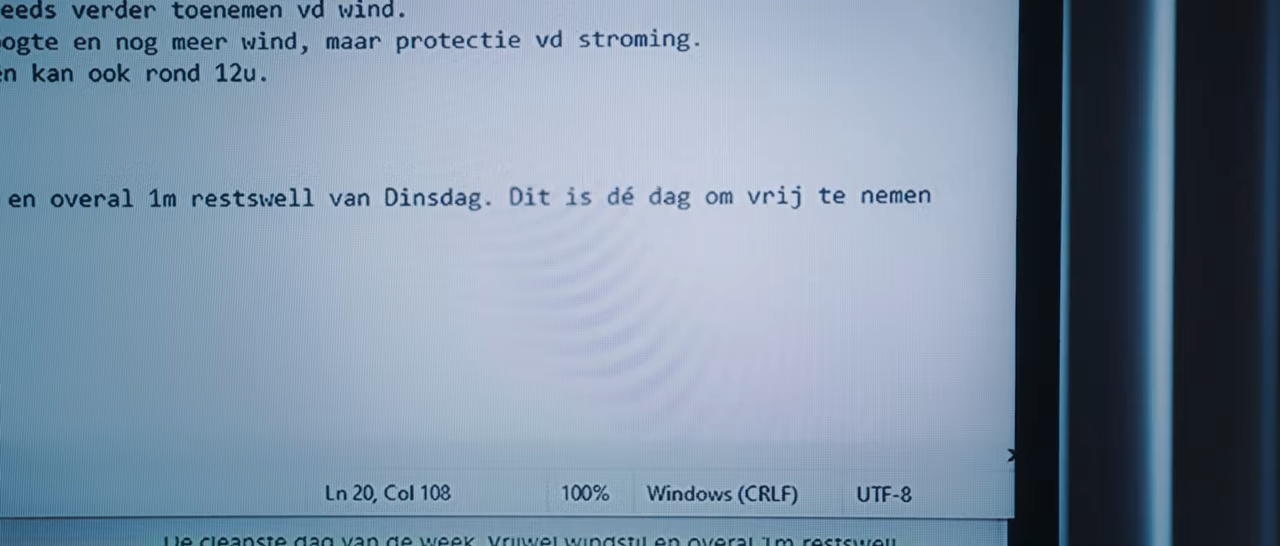 eeds verder toenemen vd wind.
ogte en nog meer wind, maar protectie vd stroming.
en kan ook rond 12u.
en overal 1m restswell van Dinsdag. Dit is dé dag om vrij te nemen
Ln 20, Col 108 100% Windows (CRLF) UTF-8
De cleanste dag van de week. Vrijwel windstil en overal 1m restswell